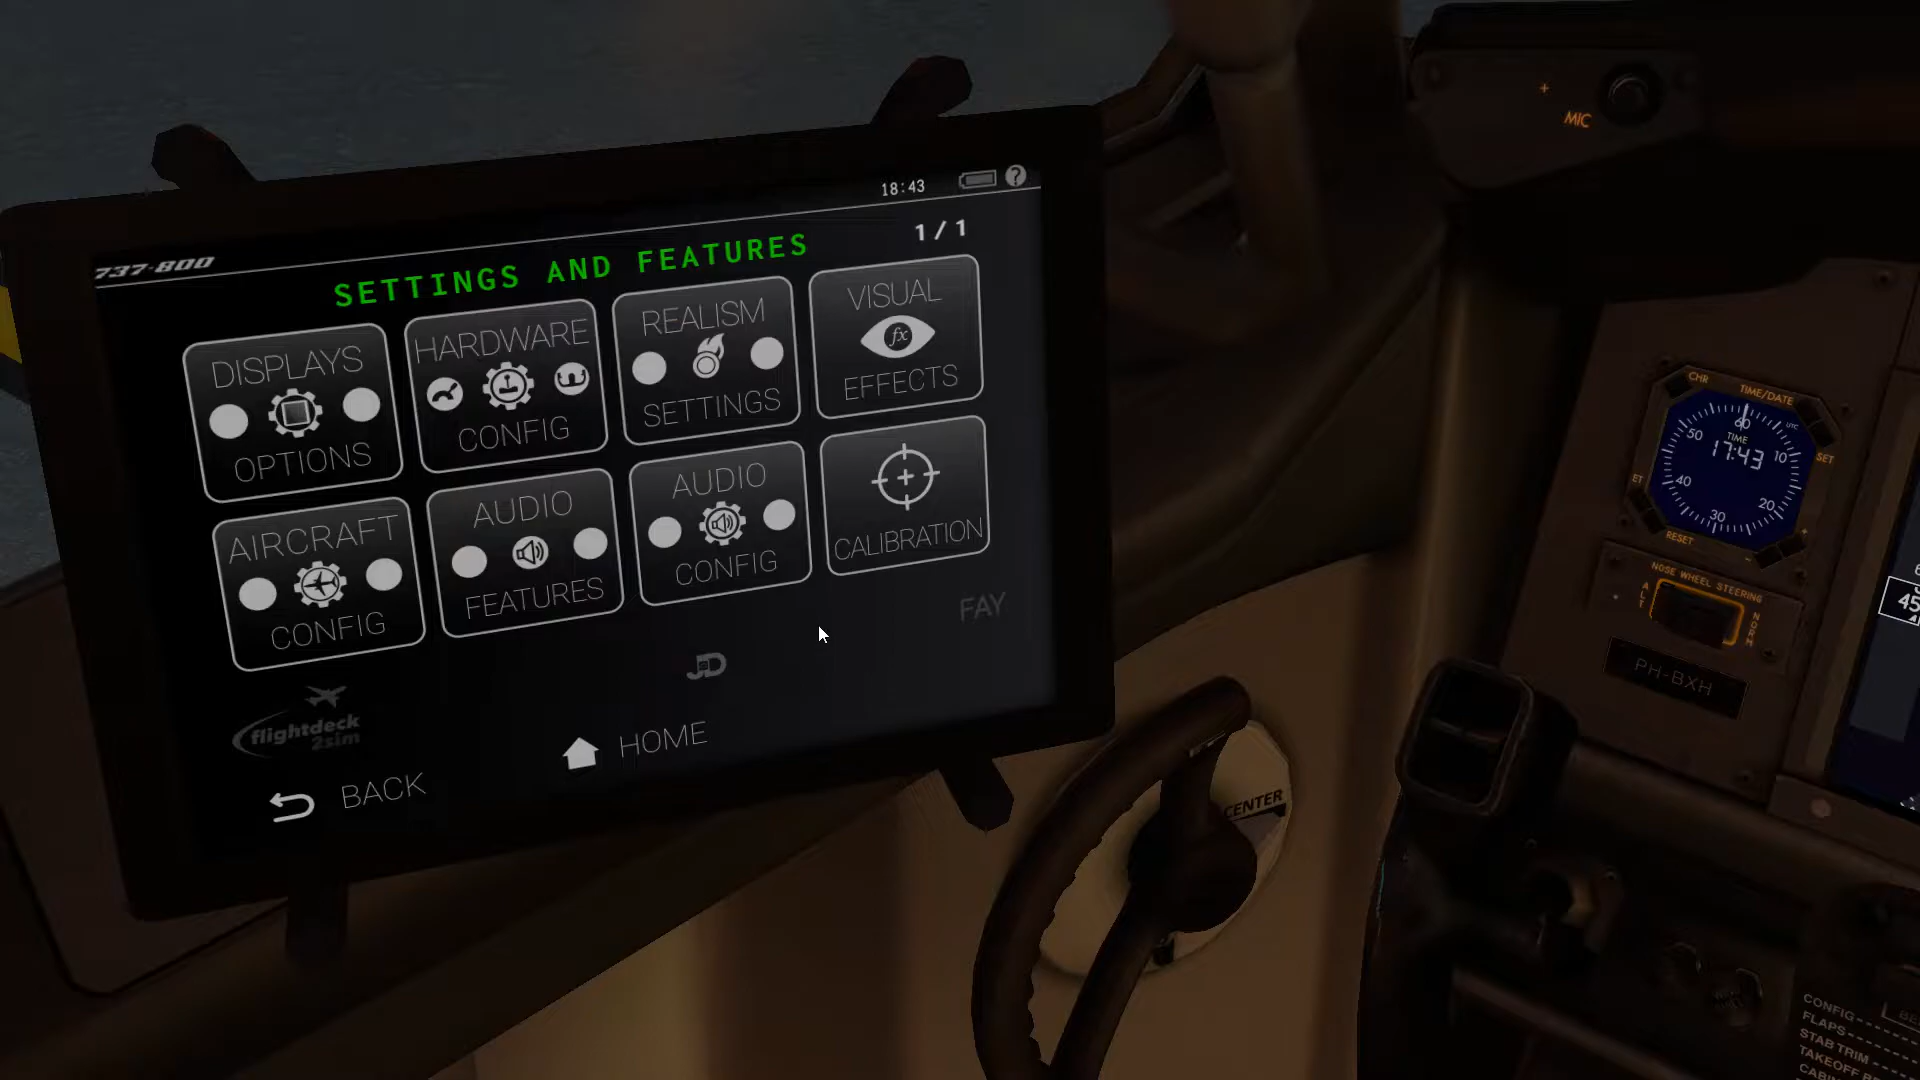 18:43
?
737-800
1 / 1
SETTINGS AND FEATURES
DISPLAYS
OPTIONS
HARDWARE
CONFIG
REALISM
SETTINGS
VISUAL
fx
EFFECTS
AIRCRAFT
CONFIG
AUDIO
FEATURES
AUDIO
CONFIG
CALIBRATION
FAY
JD
flightdeck
2sim
HOME
BACK
+
MIC
CHR
TIME/DATE
UTC
60
50
10
TIME
17:43
SET
ET
40
20
30
RESET
+
-
NOSE WHEEL STEERING
ALT
NORM
PH-BXH
45
CENTER
CONFIG
FLAPS
STAB TRIM